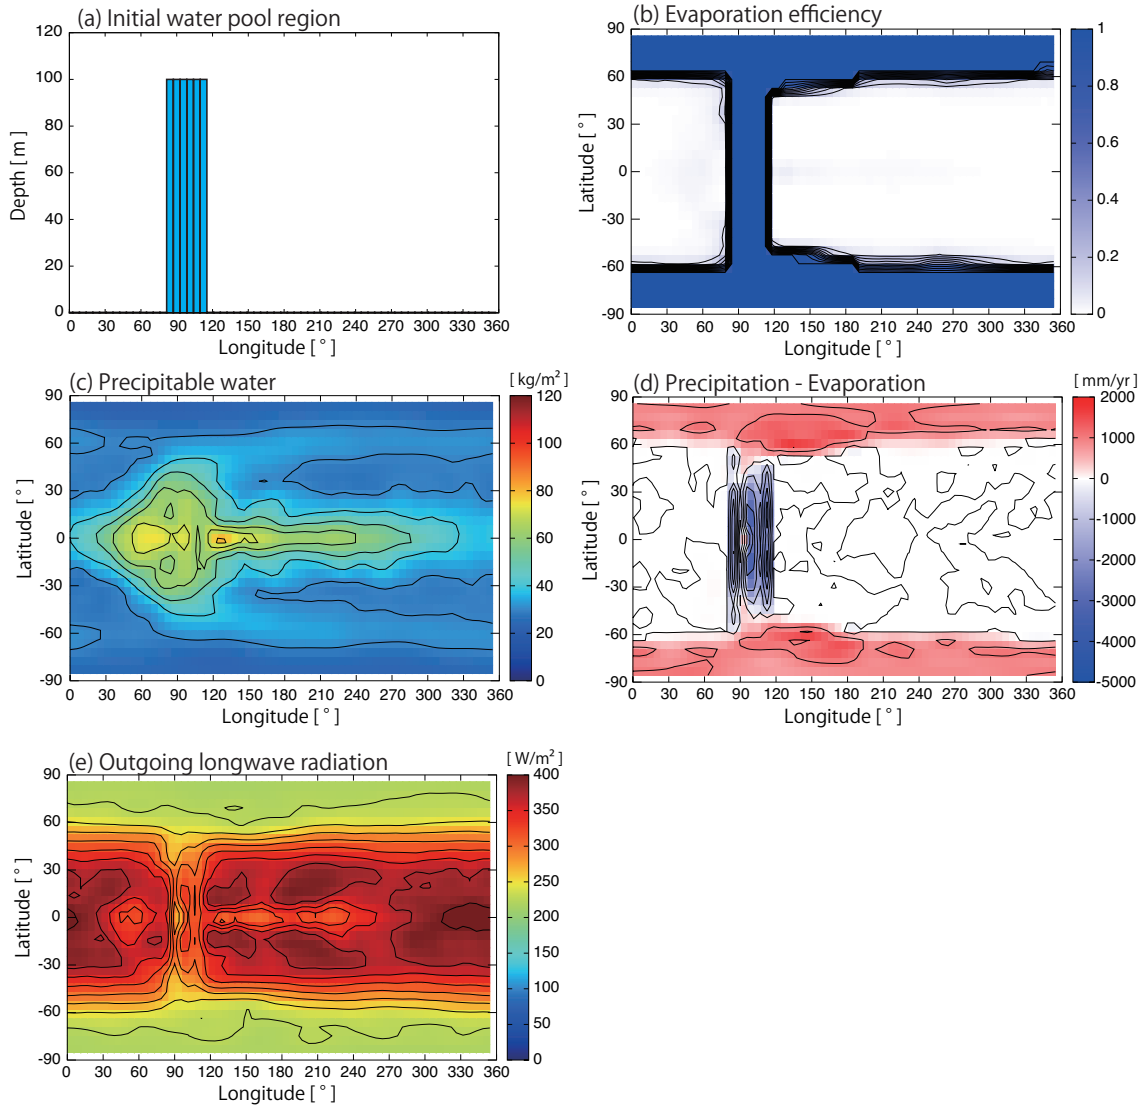 (a) Initial water pool region
120
100
80
60
40
20
0
Depth [ m ]
0 30 60 90 120 150 180 210 240 270 300 330 360
Longitude [ ° ]
(b) Evaporation efficiency
90
60
30
0
-30
-60
-90
Latitude [ ° ]
0 30 60 90 120 150 180 210 240 270 300 330 360
Longitude [ ° ]
1
0.8
0.6
0.4
0.2
0
(c) Precipitable water
[ kg/m² ]
90
60
30
0
-30
-60
-90
Latitude [ ° ]
0 30 60 90 120 150 180 210 240 270 300 330 360
Longitude [ ° ]
120
100
80
60
40
20
0
(d) Precipitation - Evaporation
[ mm/yr ]
90
60
30
0
-30
-60
-90
Latitude [ ° ]
0 30 60 90 120 150 180 210 240 270 300 330 360
Longitude [ ° ]
2000
1000
0
-1000
-2000
-3000
-4000
-5000
(e) Outgoing longwave radiation
[ W/m² ]
90
60
30
0
-30
-60
-90
Latitude [ ° ]
0 30 60 90 120 150 180 210 240 270 300 330 360
Longitude [ ° ]
400
350
300
250
200
150
100
50
0